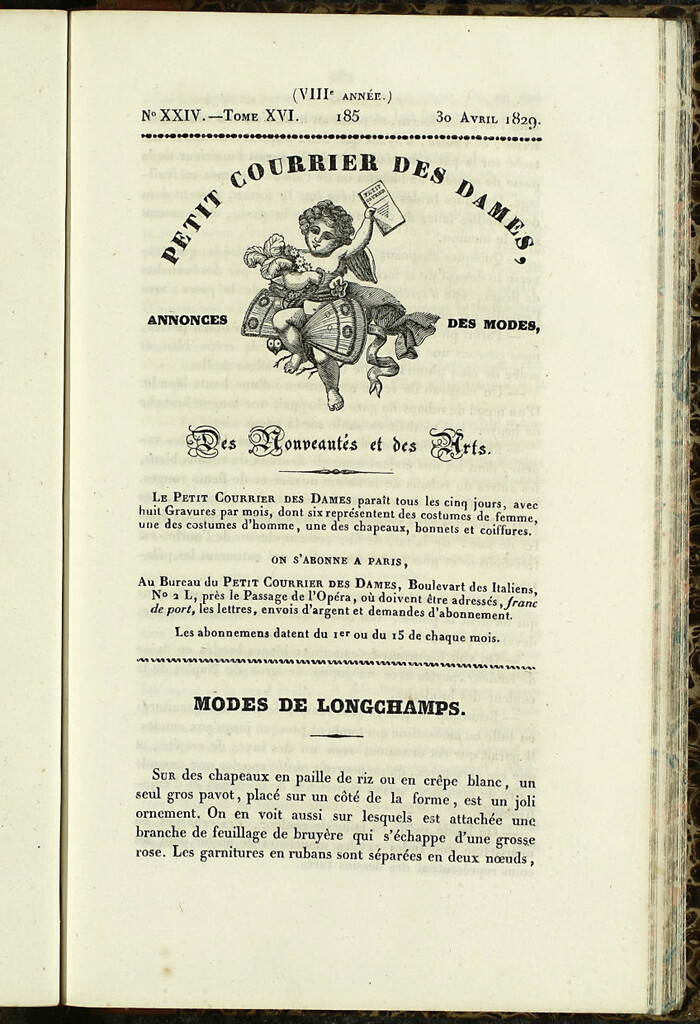 (VIIIe ANNÉE.)
No XXIV.—TOME XVI. 185 30 AVRIL 1829.
PETIT COURRIER DES DAMES,
PETIT COURRIER
ANNONCES DES MODES,
Des Nouveautés et des Arts.
LE PETIT COURRIER DES DAMES paraît tous les cinq jours, avec
huit Gravures par mois, dont six représentent des costumes de femme,
une des costumes d'homme, une des chapeaux, bonnets et coiffures.
ON S'ABONNE A PARIS,
Au Bureau du PETIT COURRIER DES DAMES, Boulevart des Italiens,
No 2 L, près le Passage de l'Opéra, où doivent être adressés, franc
de port, les lettres, envois d'argent et demandes d'abonnement.
Les abonnemens datent du 1er ou du 15 de chaque mois.
MODES DE LONGCHAMPS.
SUR des chapeaux en paille de riz ou en crêpe blanc, un
seul gros pavot, placé sur un côté de la forme, est un joli
ornement. On en voit aussi sur lesquels est attachée une
branche de feuillage de bruyère qui s'échappe d'une grosse
rose. Les garnitures en rubans sont séparées en deux nœuds,